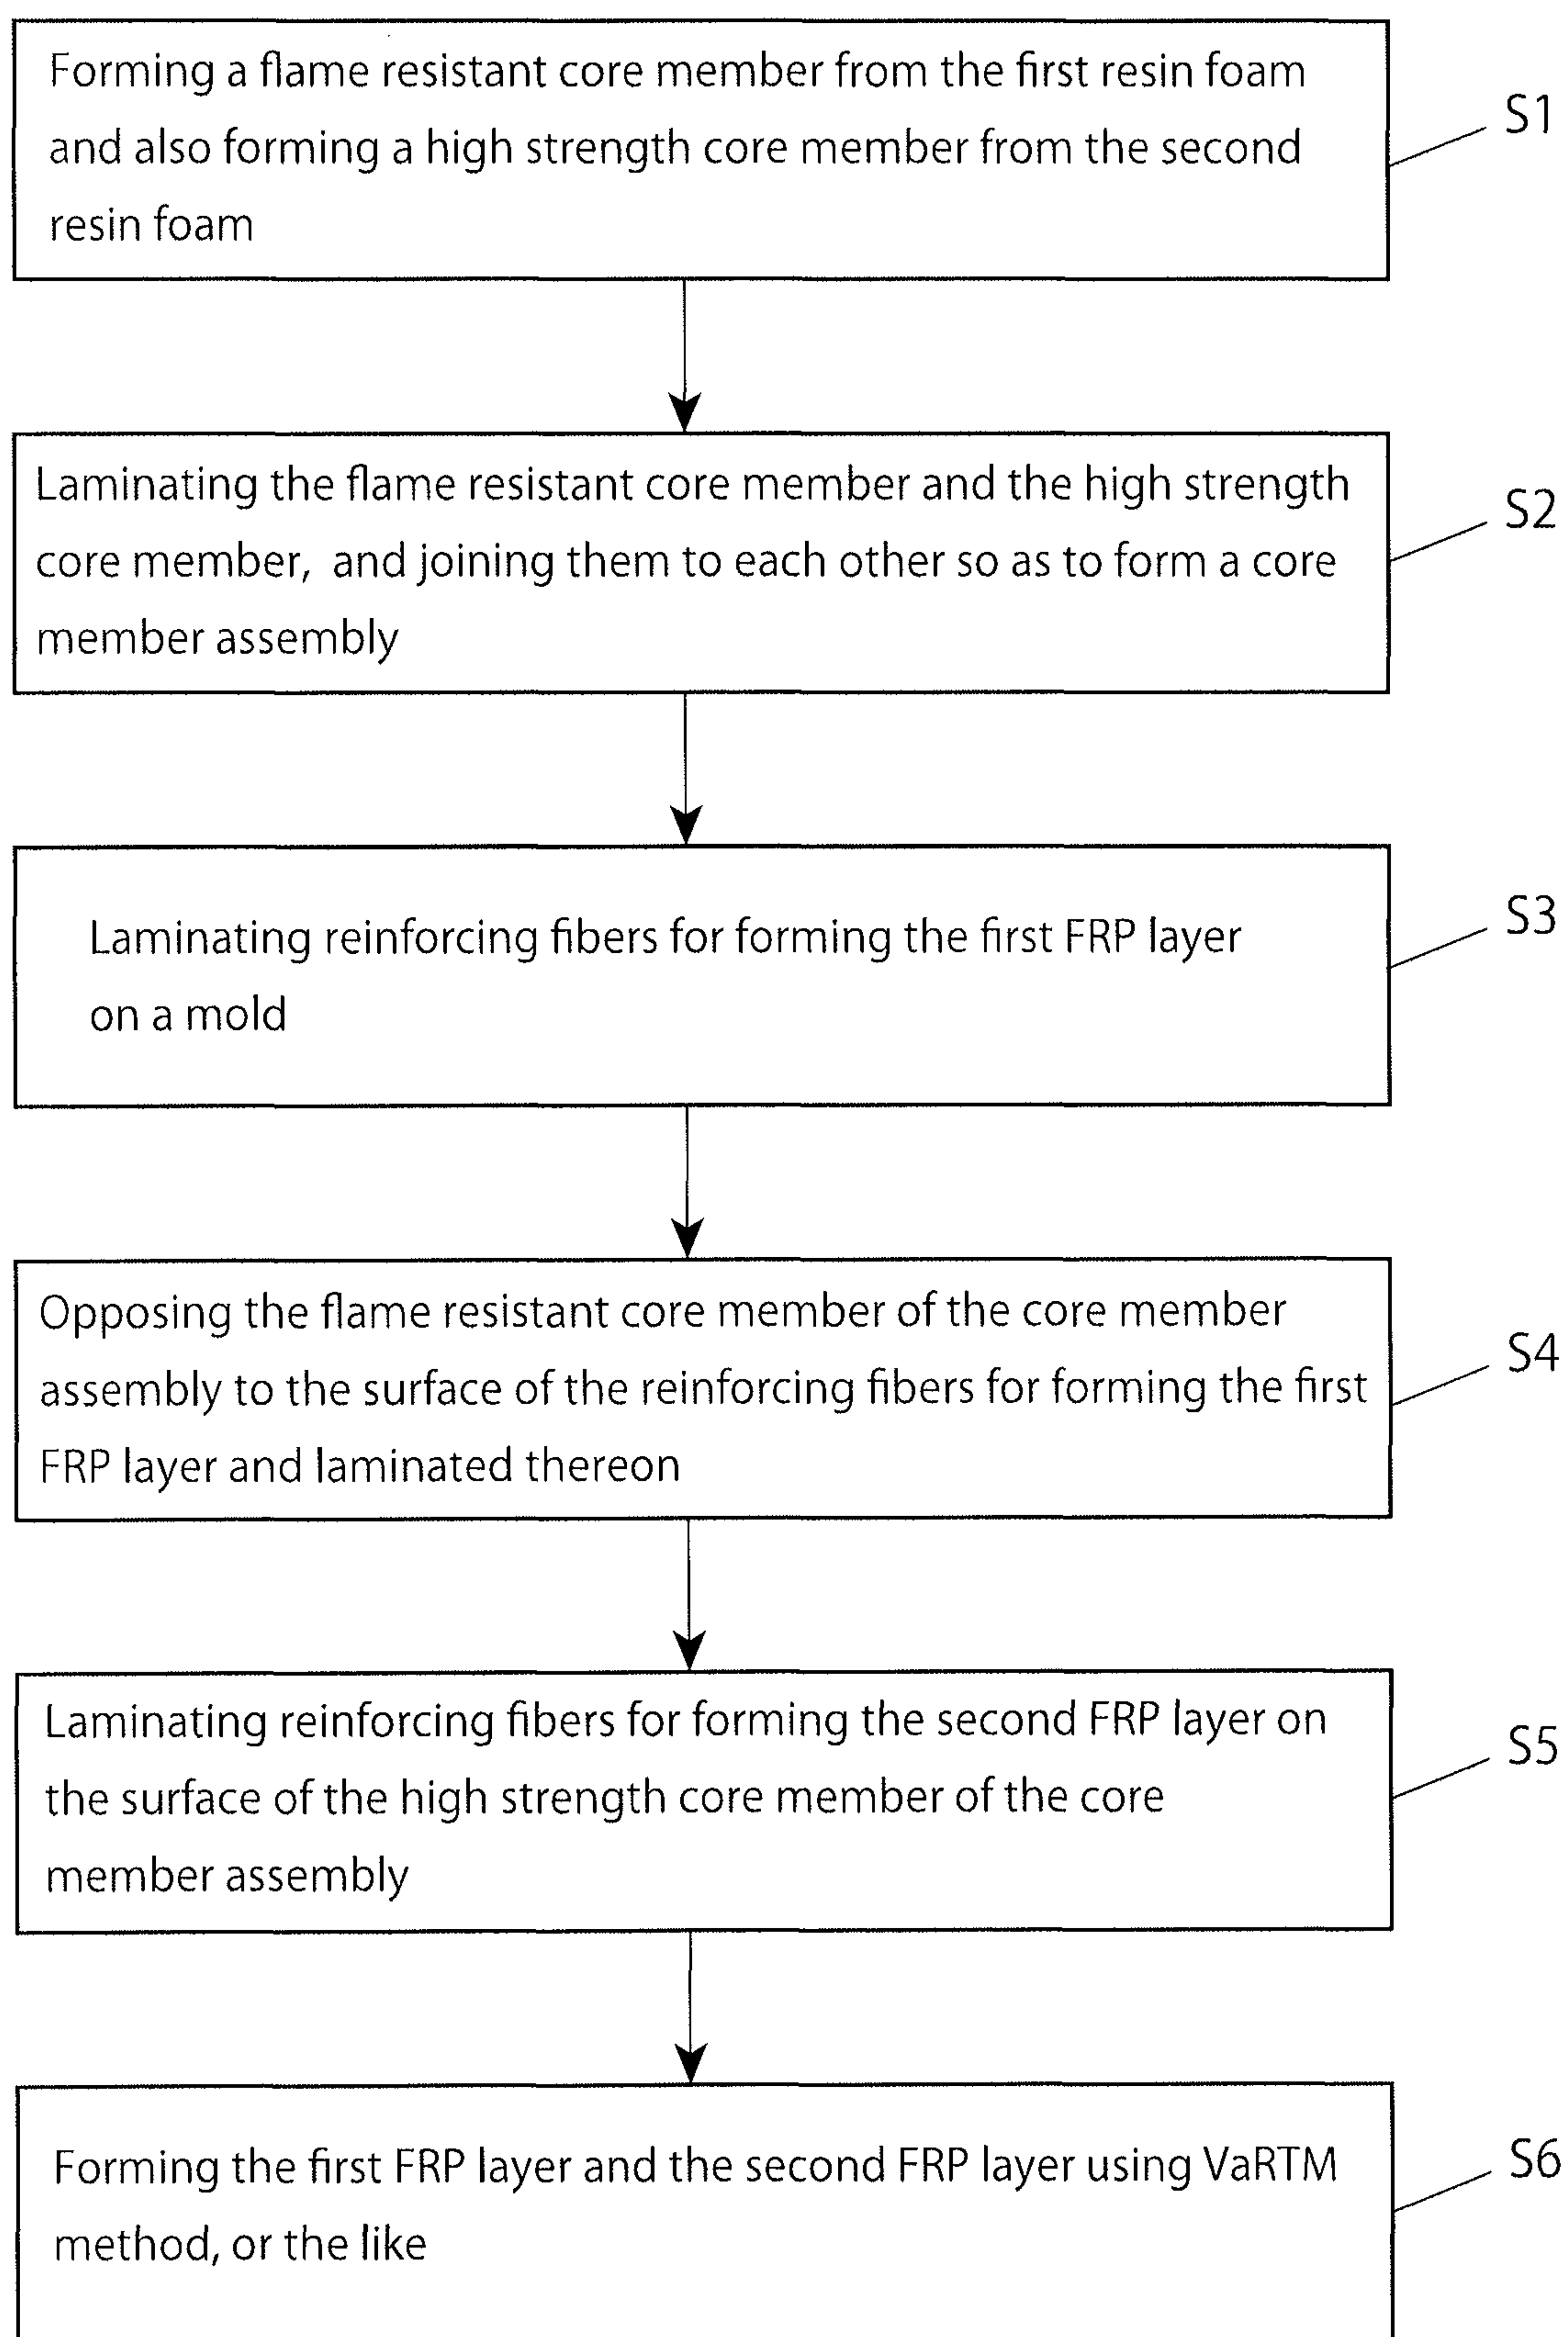 Forming a flame resistant core member from the first resin foam
and also forming a high strength core member from the second
resin foam
S1
Laminating the flame resistant core member and the high strength
core member, and joining them to each other so as to form a core
member assembly
S2
Laminating reinforcing fibers for forming the first FRP layer
on a mold
S3
Opposing the flame resistant core member of the core member
assembly to the surface of the reinforcing fibers for forming the first
FRP layer and laminated thereon
S4
Laminating reinforcing fibers for forming the second FRP layer on
the surface of the high strength core member of the core
member assembly
S5
Forming the first FRP layer and the second FRP layer using VaRTM
method, or the like
S6